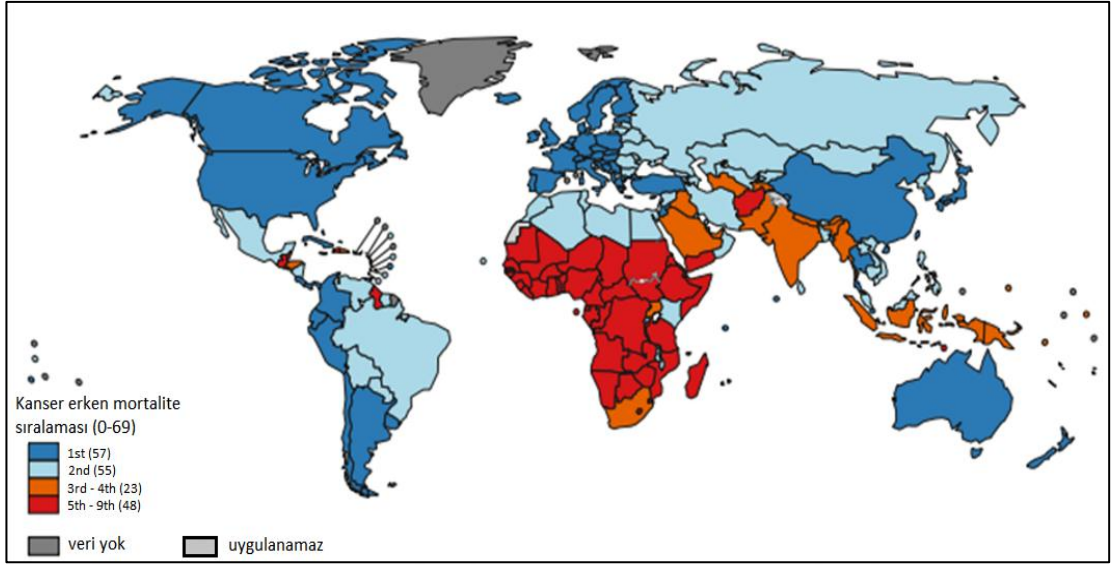 Kanser erken mortalite
sıralaması (0-69)
1st (57)
2nd (55)
3rd - 4th (23)
5th - 9th (48)
veri yok
uygulanamaz